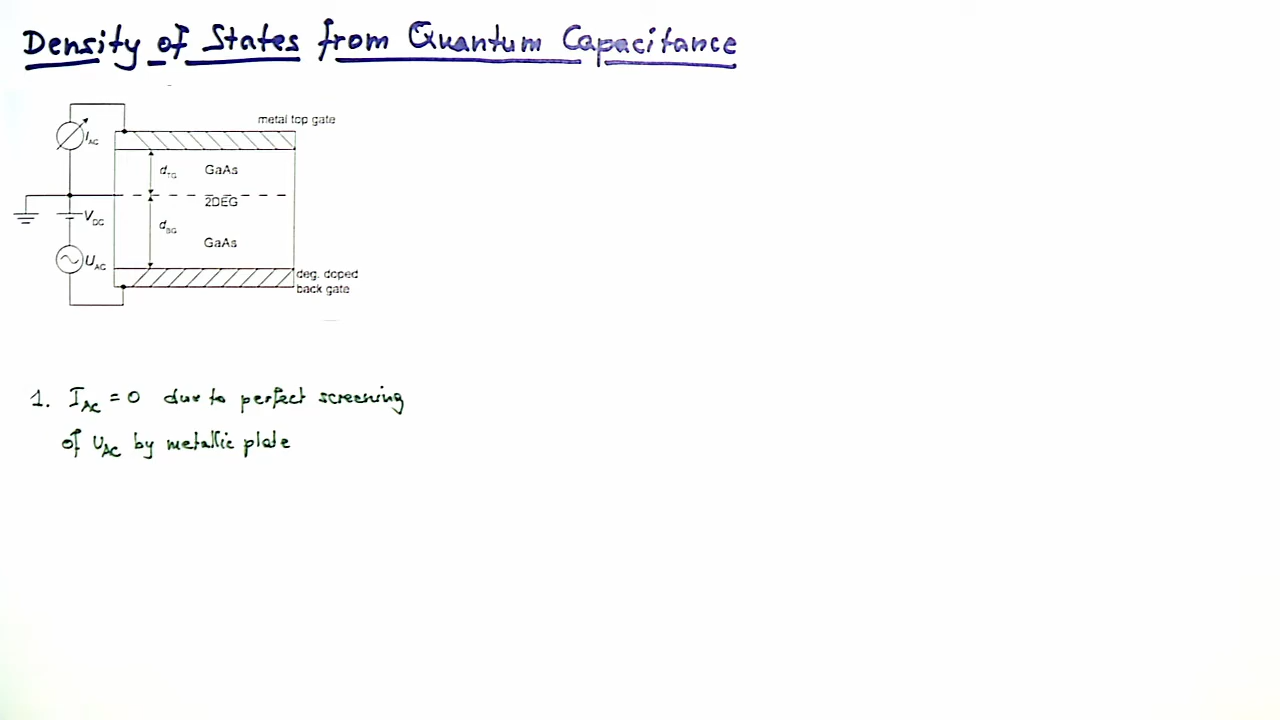 Density of States from Quantum Capacitance
metal top gate
I_AC
d_TG
GaAs
2DEG
V_DC
d_BG
GaAs
U_AC
deg. doped
back gate
1. I_AC = 0 due to perfect screening
of U_AC by metallic plate